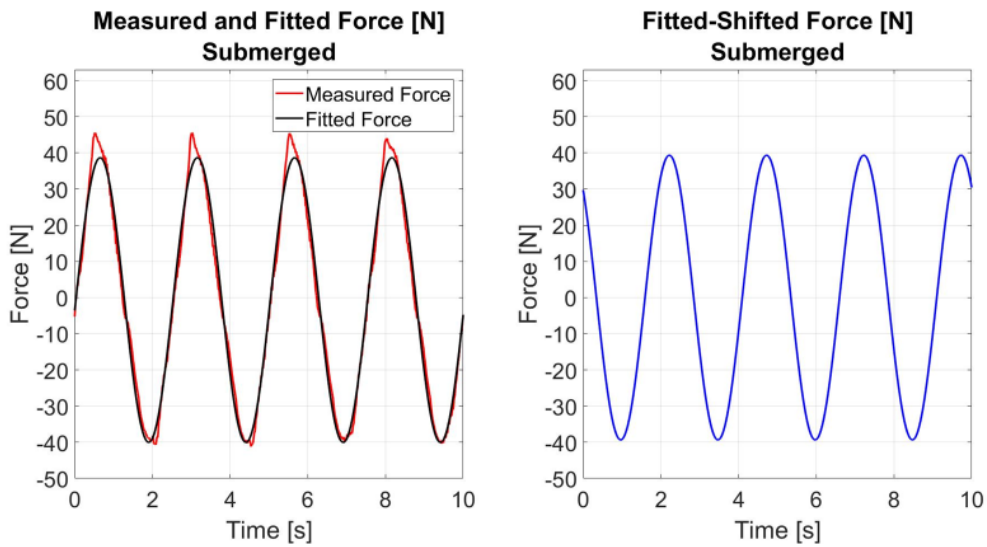 Measured and Fitted Force [N]
Submerged
60
50
40
30
20
10
0
-10
-20
-30
-40
-50
Force [N]
Measured Force
Fitted Force
0 2 4 6 8 10
Time [s]
Fitted-Shifted Force [N]
Submerged
60
50
40
30
20
10
0
-10
-20
-30
-40
-50
Force [N]
0 2 4 6 8 10
Time [s]